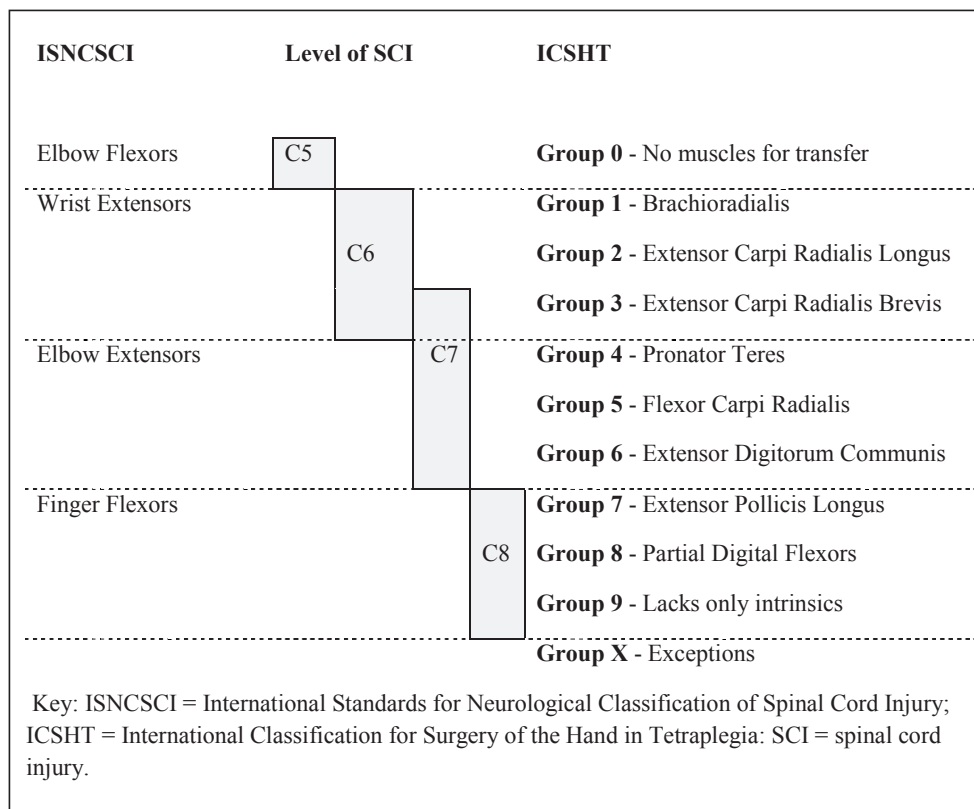 ISNCSCI Level of SCI ICSHT
Elbow Flexors C5 Group 0 - No muscles for transfer
Wrist Extensors Group 1 - Brachioradialis
C6 Group 2 - Extensor Carpi Radialis Longus
Group 3 - Extensor Carpi Radialis Brevis
Elbow Extensors C7 Group 4 - Pronator Teres
Group 5 - Flexor Carpi Radialis
Group 6 - Extensor Digitorum Communis
Finger Flexors Group 7 - Extensor Pollicis Longus
C8 Group 8 - Partial Digital Flexors
Group 9 - Lacks only intrinsics
Group X - Exceptions
Key: ISNCSCI = International Standards for Neurological Classification of Spinal Cord Injury;
ICSHT = International Classification for Surgery of the Hand in Tetraplegia: SCI = spinal cord
injury.